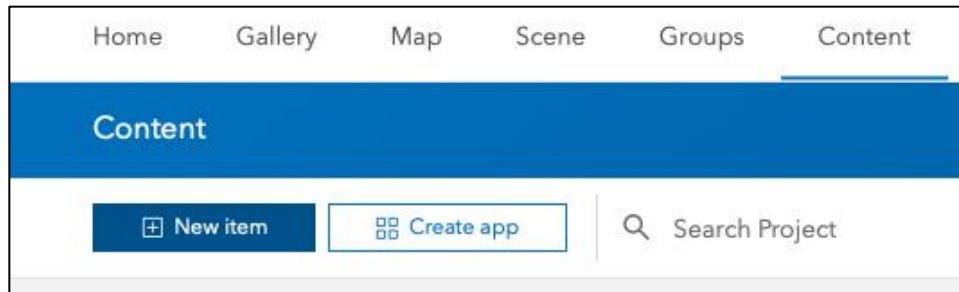 Home Gallery Map Scene Groups Content
Content
New item Create app Search Project